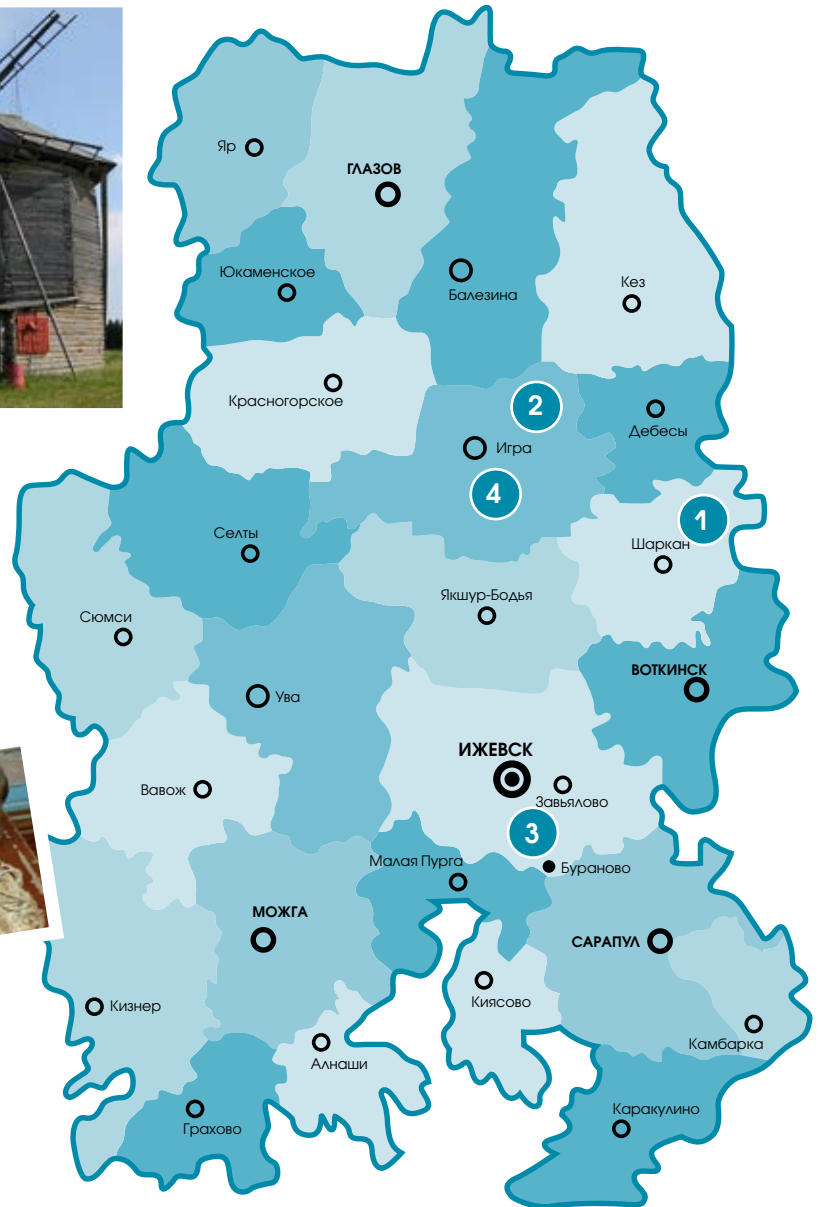 Яр
ГЛАЗОВ
Юкаменское
Балезина
Кез
Красногорское
2
Дебесы
Игра
4
1
Селты
Шаркан
Якшур-Бодья
Сюмси
ВОТКИНСК
Ува
ИЖЕВСК
Вавож
Завьялово
3
Малая Пурга
Бураново
МОЖГА
САРАПУЛ
Киясово
Кизнер
Камбарка
Алнаши
Каракулино
Грахово